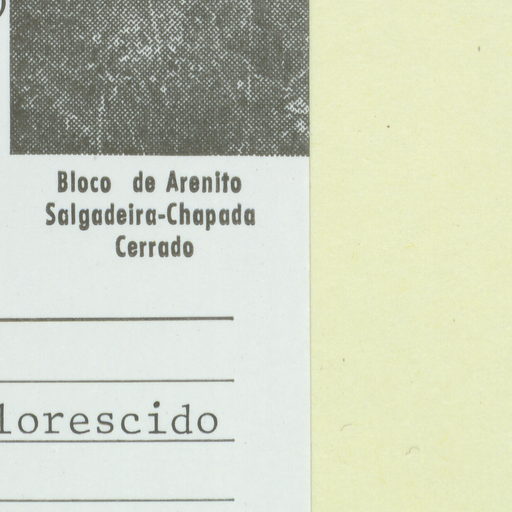 Bloco de Arenito
Salgadeira-Chapada
Cerrado
lorescido